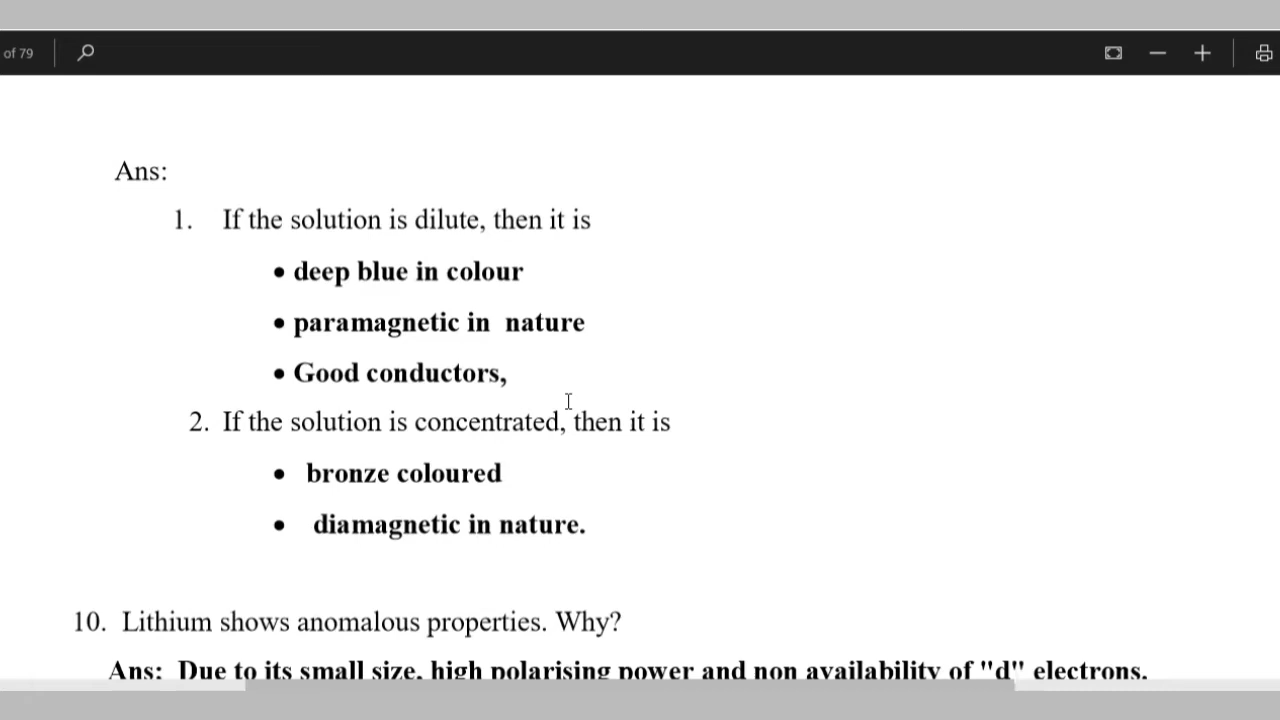 of 79
Ans:
1. If the solution is dilute, then it is
• deep blue in colour
• paramagnetic in nature
• Good conductors,
2. If the solution is concentrated, then it is
• bronze coloured
• diamagnetic in nature.
10. Lithium shows anomalous properties. Why?
Ans: Due to its small size, high polarising power and non availability of "d" electrons.